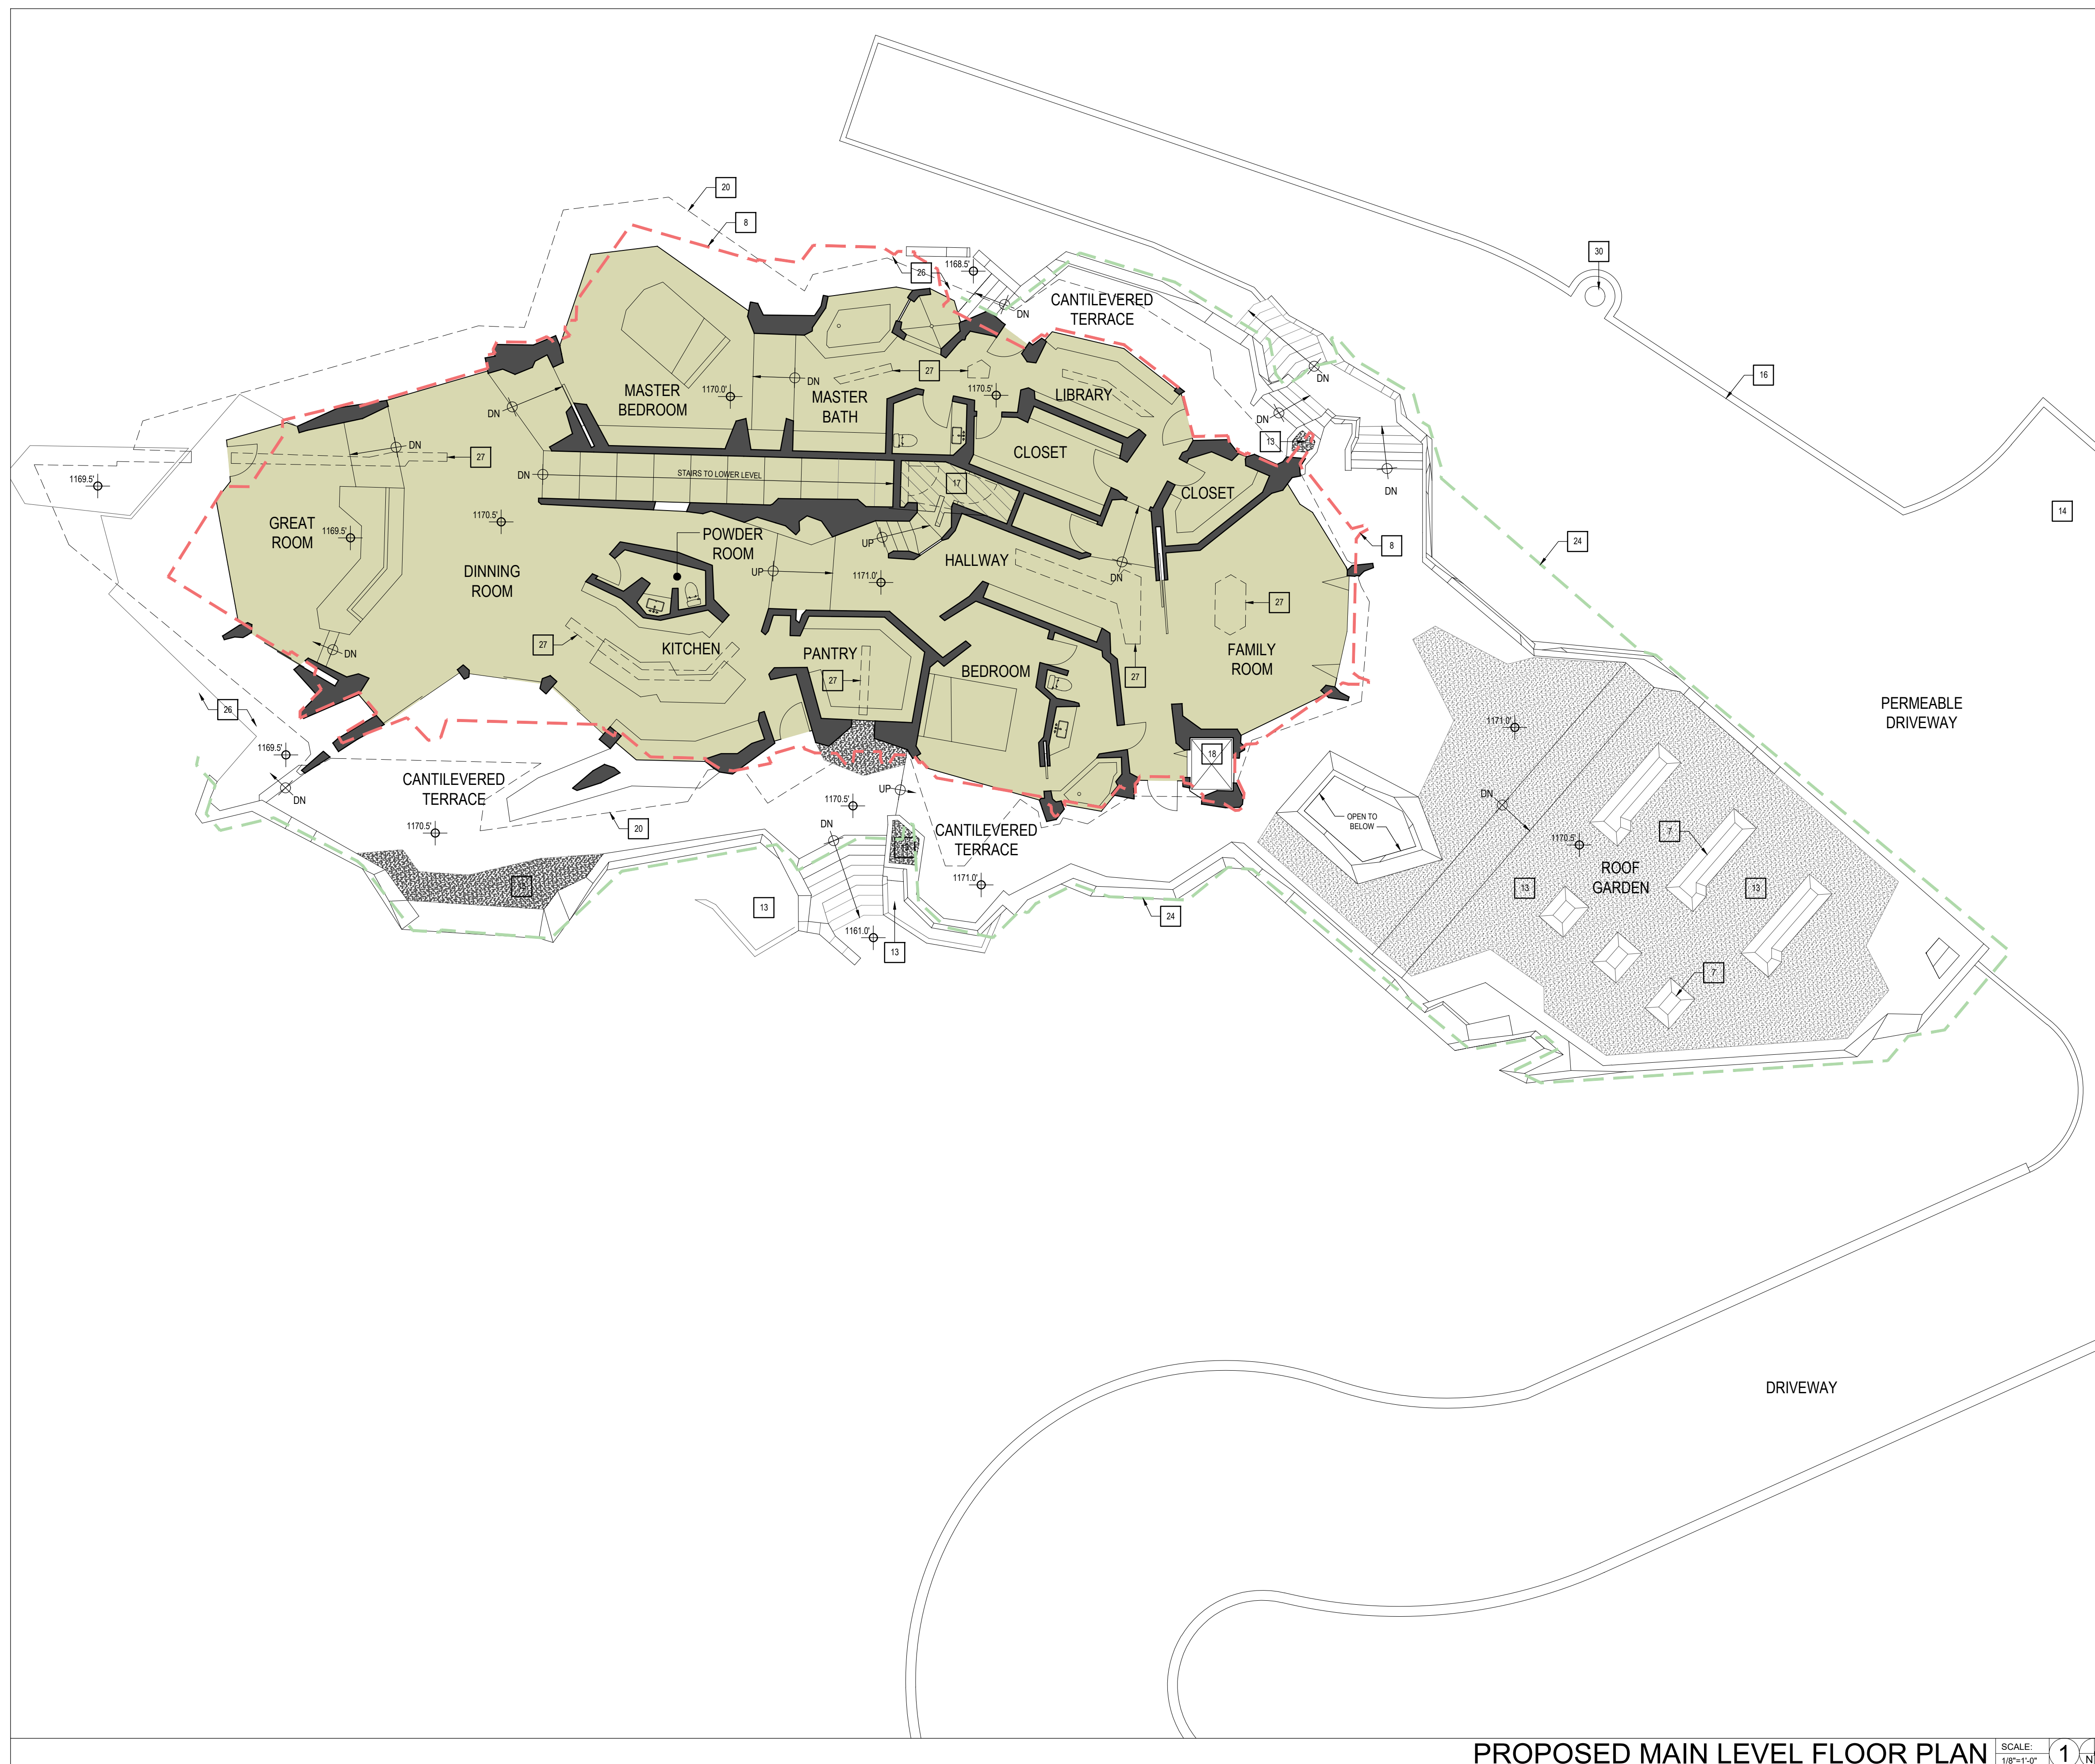 20
8
30
26
1168.5'
DN
CANTILEVERED
TERRACE
DN
16
27
MASTER
BEDROOM
1170.0'
DN
MASTER
BATH
1170.5'
LIBRARY
DN
DN
DN
27
13
DN
14
1169.5'
DN
STAIRS TO LOWER LEVEL
17
CLOSET
CLOSET
GREAT
ROOM
1169.5'
1170.5'
POWDER
ROOM
UP
HALLWAY
8
24
DINNING
ROOM
UP
1171.0'
DN
27
27
KITCHEN
PANTRY
27
BEDROOM
27
FAMILY
ROOM
DN
26
1169.5'
DN
CANTILEVERED
TERRACE
1170.5'
20
1170.5'
UP
DN
18
CANTILEVERED
TERRACE
1171.0'
24
13
1161.0'
13
1171.0'
PERMEABLE
DRIVEWAY
OPEN TO
BELOW
DN
1170.5'
7
ROOF
GARDEN
13
13
7
DRIVEWAY
PROPOSED MAIN LEVEL FLOOR PLAN
SCALE:
1/8"=1'-0"
1
N